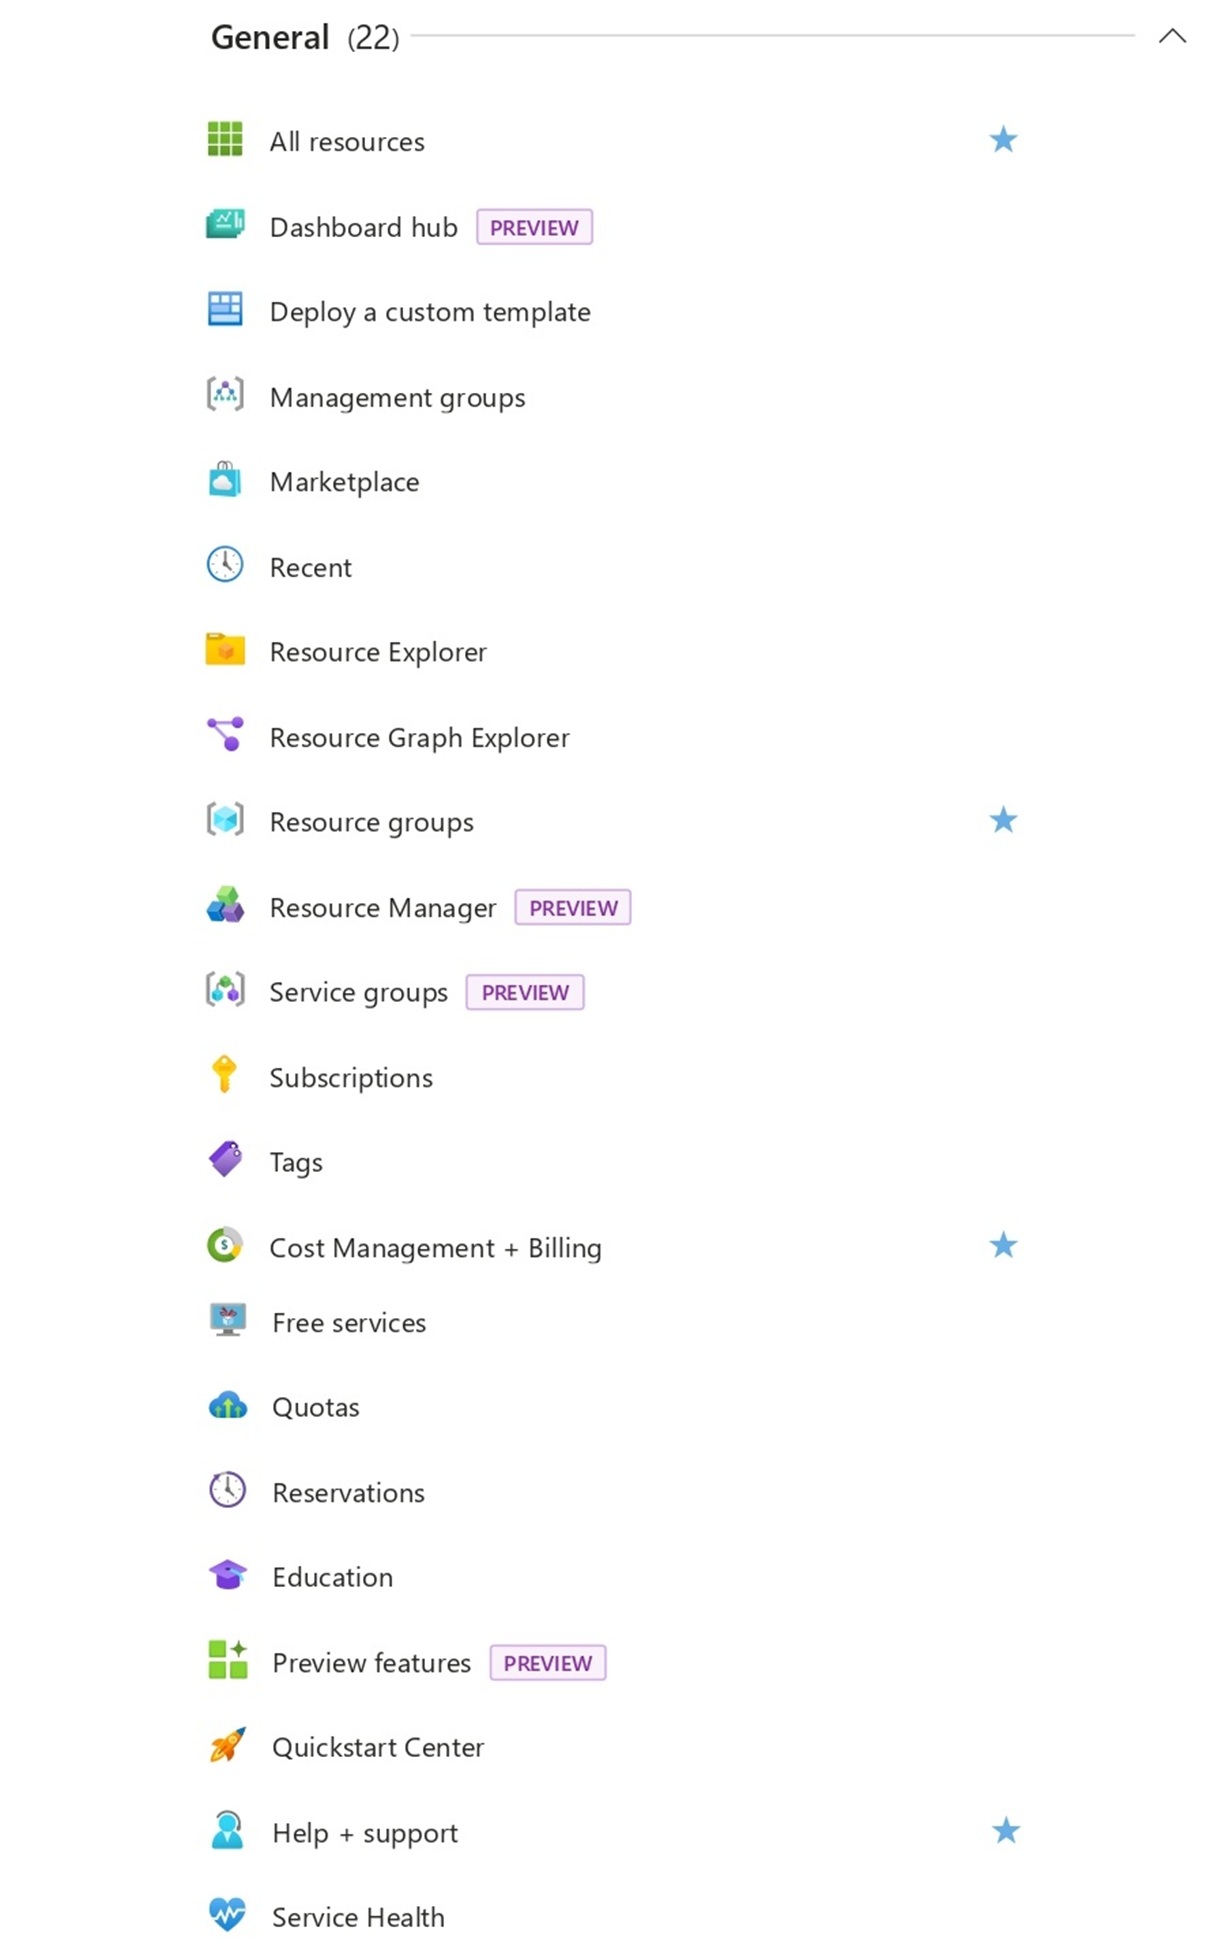 General (22)
All resources
Dashboard hub PREVIEW
Deploy a custom template
Management groups
Marketplace
Recent
Resource Explorer
Resource Graph Explorer
Resource groups
Resource Manager PREVIEW
Service groups PREVIEW
Subscriptions
Tags
Cost Management + Billing
Free services
Quotas
Reservations
Education
Preview features PREVIEW
Quickstart Center
Help + support
Service Health